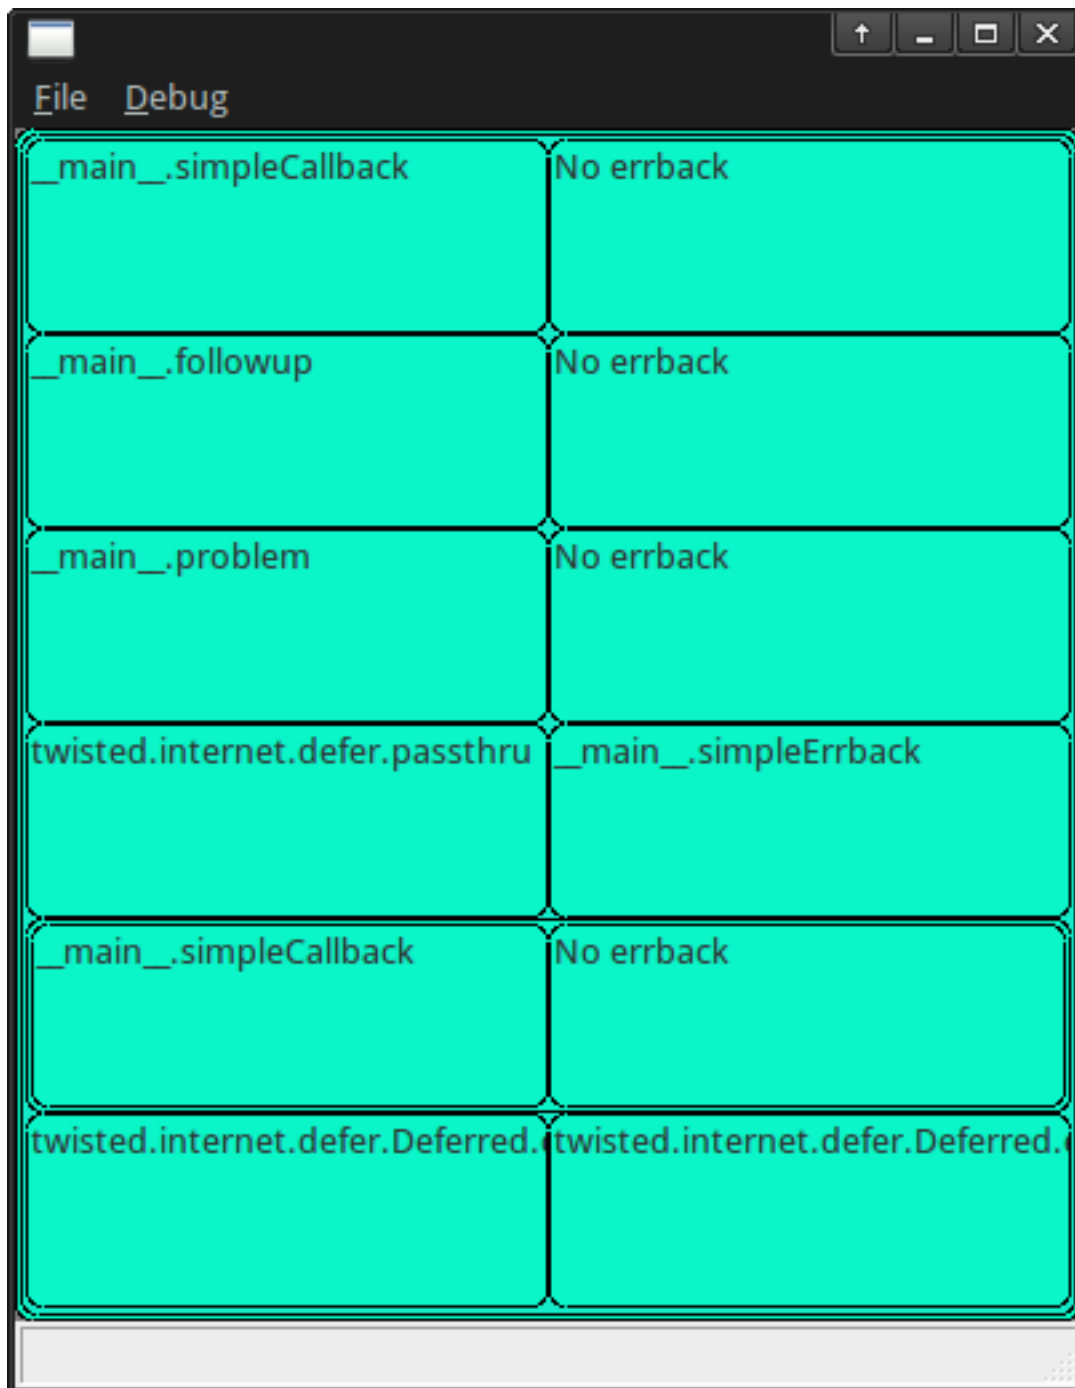 File Debug
__main__.simpleCallback No errback
__main__.followup No errback
__main__.problem No errback
twisted.internet.defer.passthru __main__.simpleErrback
__main__.simpleCallback No errback
twisted.internet.defer.Deferred. twisted.internet.defer.Deferred.